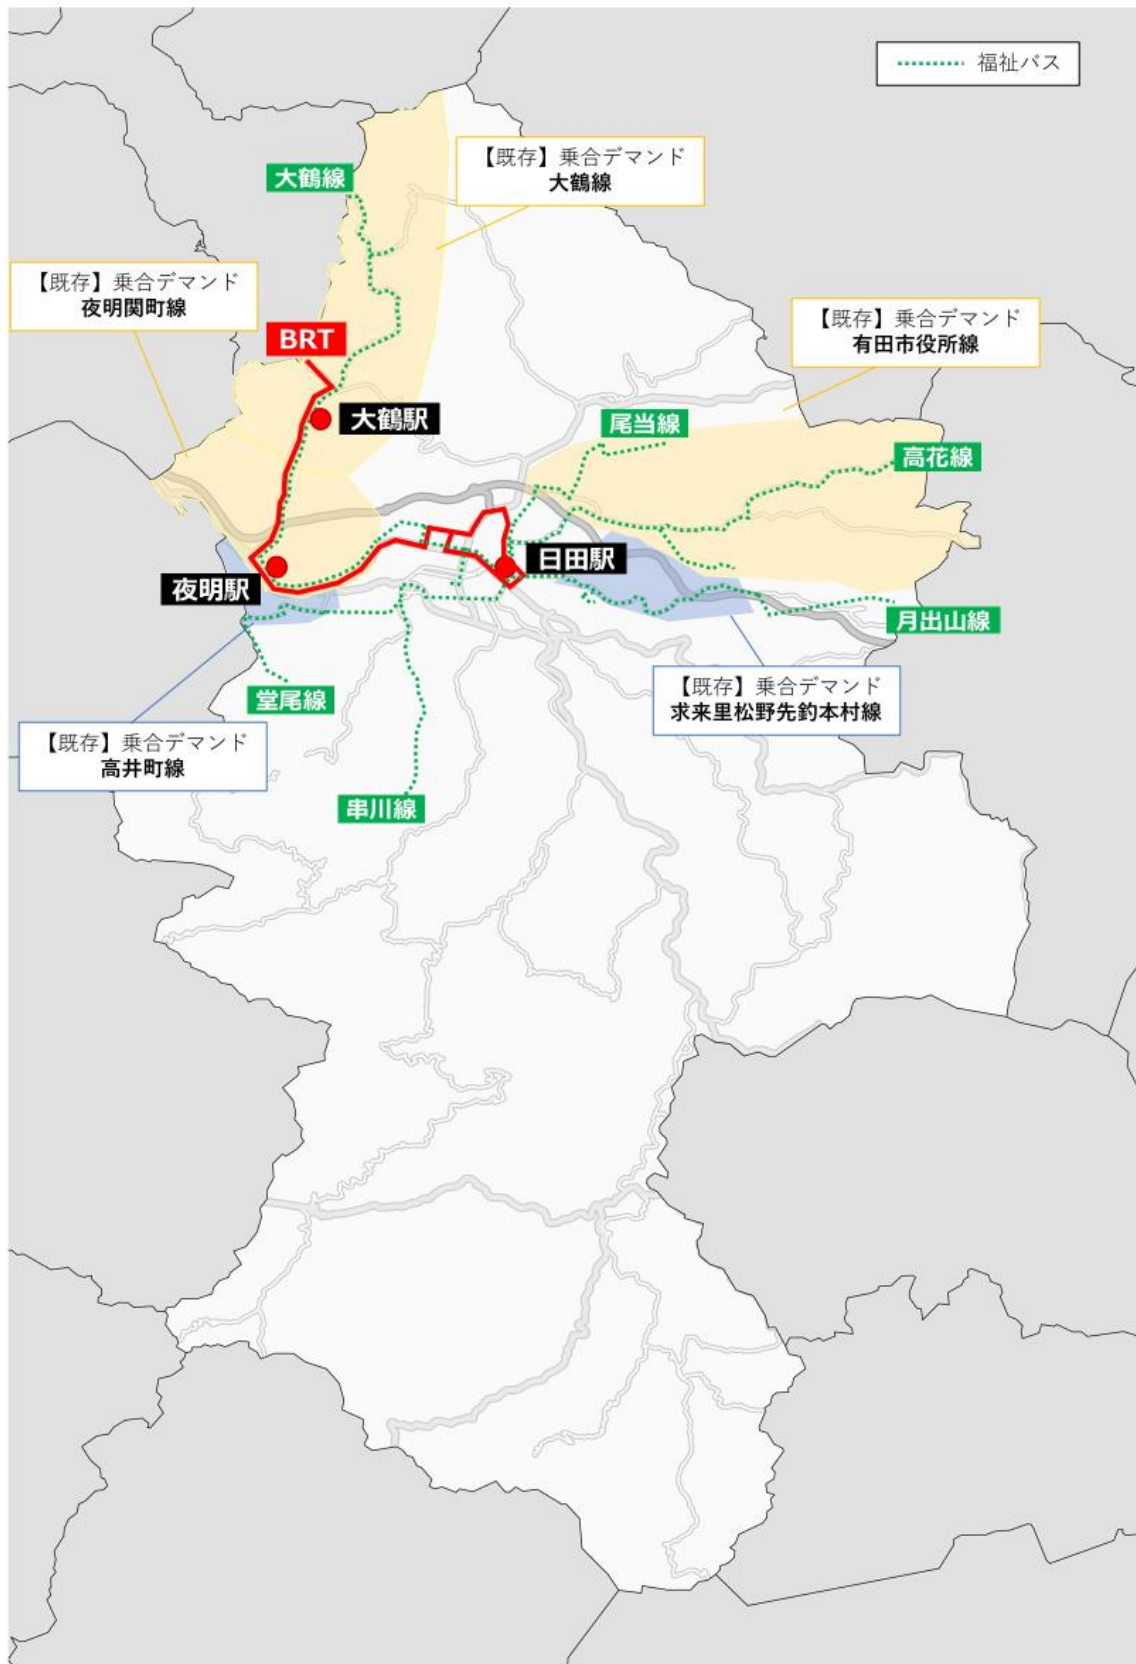 福祉バス
【既存】乗合デマンド
大鶴線
大鶴線
【既存】乗合デマンド
夜明関町線
【既存】乗合デマンド
有田市役所線
BRT
大鶴駅
尾当線
高花線
日田駅
夜明駅
月出山線
堂尾線
【既存】乗合デマンド
求来里松野先釣本村線
【既存】乗合デマンド
高井町線
串川線